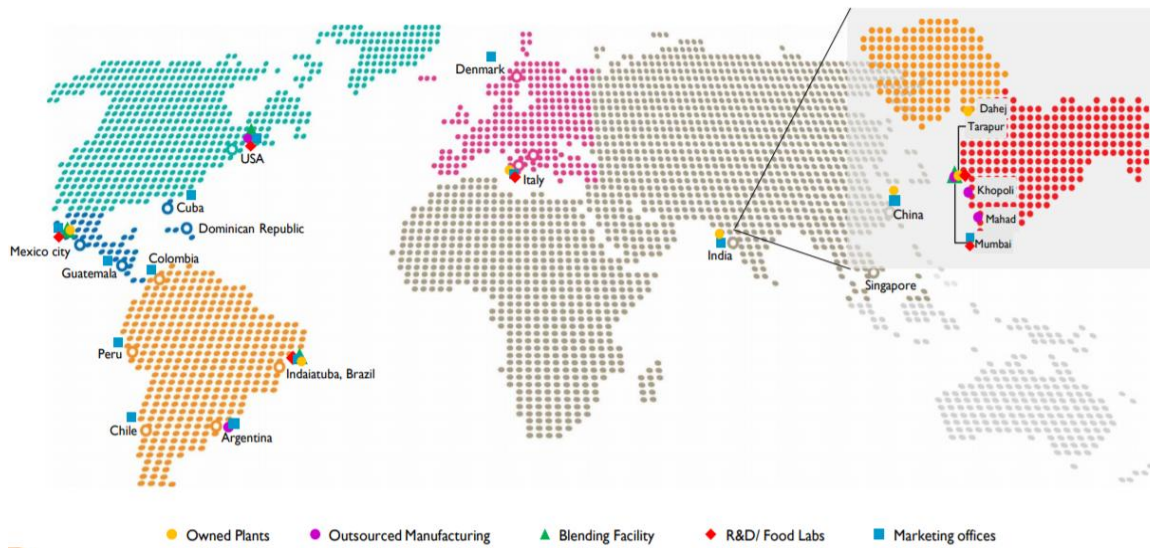 Denmark
Dahej
Tarapur
USA
Italy
Khopoli
Cuba
China
Mahad
Dominican Republic
Mexico city
Mumbai
Colombia
India
Guatemala
Singapore
Peru
Indaiatuba, Brazil
Chile
Argentina
Owned Plants
Outsourced Manufacturing
Blending Facility
R&D/ Food Labs
Marketing offices